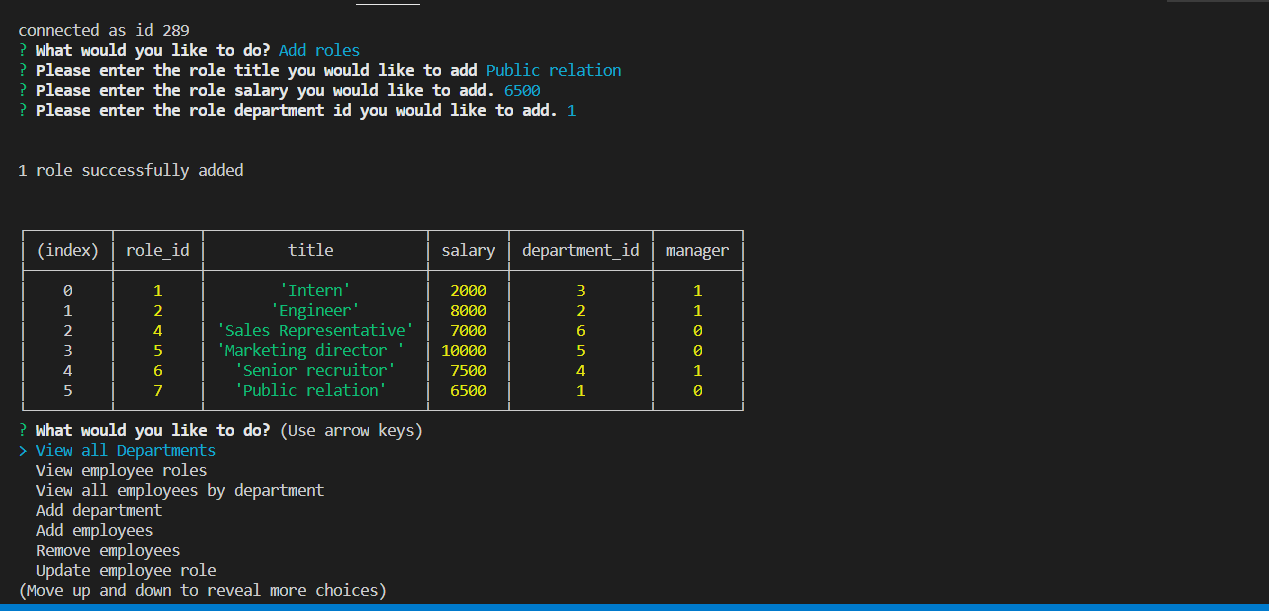 connected as id 289
? What would you like to do? Add roles
? Please enter the role title you would like to add Public relation
? Please enter the role salary you would like to add. 6500
? Please enter the role department id you would like to add. 1
1 role successfully added
(index) role_id title salary department_id manager
0 1 'Intern' 2000 3 1
1 2 'Engineer' 8000 2 1
2 4 'Sales Representative' 7000 6 0
3 5 'Marketing director ' 10000 5 0
4 6 'Senior recruitor' 7500 4 1
5 7 'Public relation' 6500 1 0
? What would you like to do? (Use arrow keys)
> View all Departments
View employee roles
View all employees by department
Add department
Add employees
Remove employees
Update employee role
(Move up and down to reveal more choices)